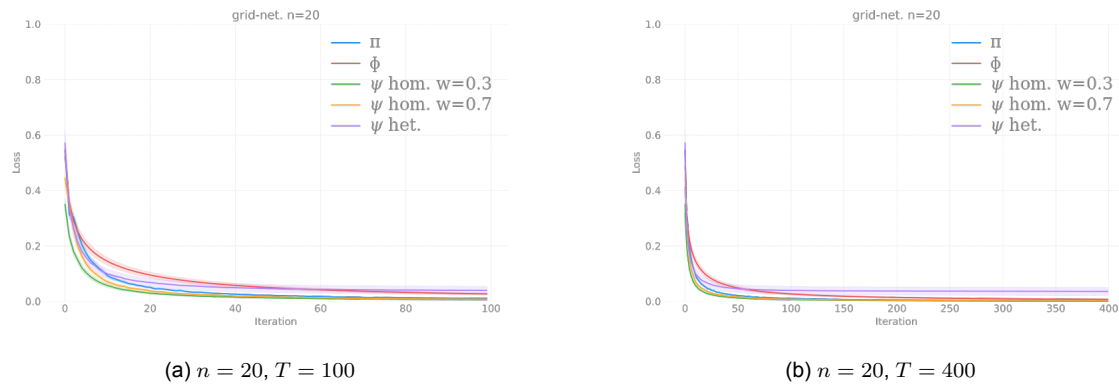 grid-net. n=20
1.0
0.8
0.6
0.4
0.2
0.0
Loss
π
Φ
ψ hom. w=0.3
ψ hom. w=0.7
ψ het.
0 20 40 60 80 100
Iteration
(a) n = 20, T = 100
grid-net. n=20
1.0
0.8
0.6
0.4
0.2
0.0
Loss
π
Φ
ψ hom. w=0.3
ψ hom. w=0.7
ψ het.
0 50 100 150 200 250 300 350 400
Iteration
(b) n = 20, T = 400